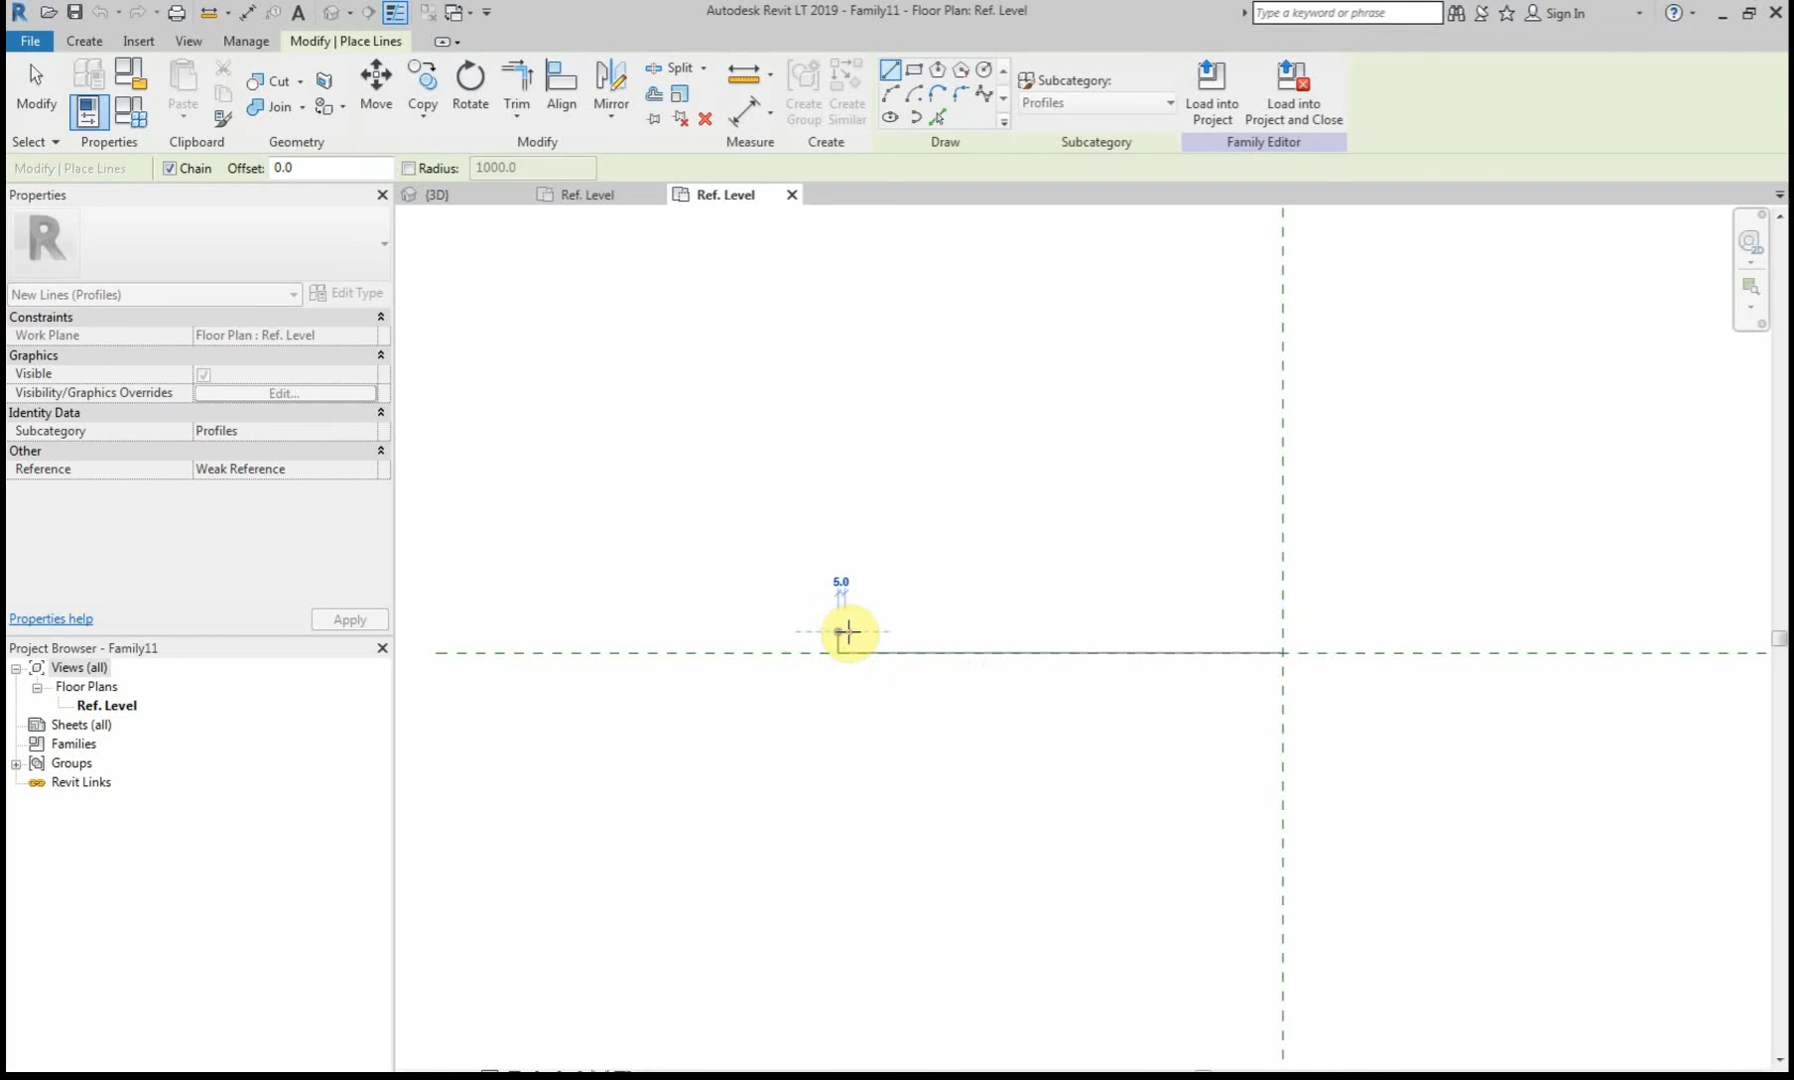 Autodesk Revit LT 2019 - Family11 - Floor Plan: Ref. Level
Type a keyword or phrase
Sign In
File
Create
Insert
View
Manage
Modify | Place Lines
Modify
Paste
Cut
Join
Move
Copy
Rotate
Trim
Align
Mirror
Split
Create Group
Create Similar
Subcategory:
Profiles
Load into Project
Load into Project and Close
Select
Properties
Clipboard
Geometry
Modify
Measure
Create
Draw
Subcategory
Family Editor
Modify | Place Lines
Chain
Offset: 0.0
Radius: 1000.0
Properties
{3D}
Ref. Level
Ref. Level
R
New Lines (Profiles)
Edit Type
Constraints
Work Plane
Floor Plan : Ref. Level
Graphics
Visible
Visibility/Graphics Overrides
Edit...
Identity Data
Subcategory
Profiles
Other
Reference
Weak Reference
5.0
2D
Properties help
Apply
Project Browser - Family11
Views (all)
Floor Plans
Ref. Level
Sheets (all)
Families
Groups
Revit Links